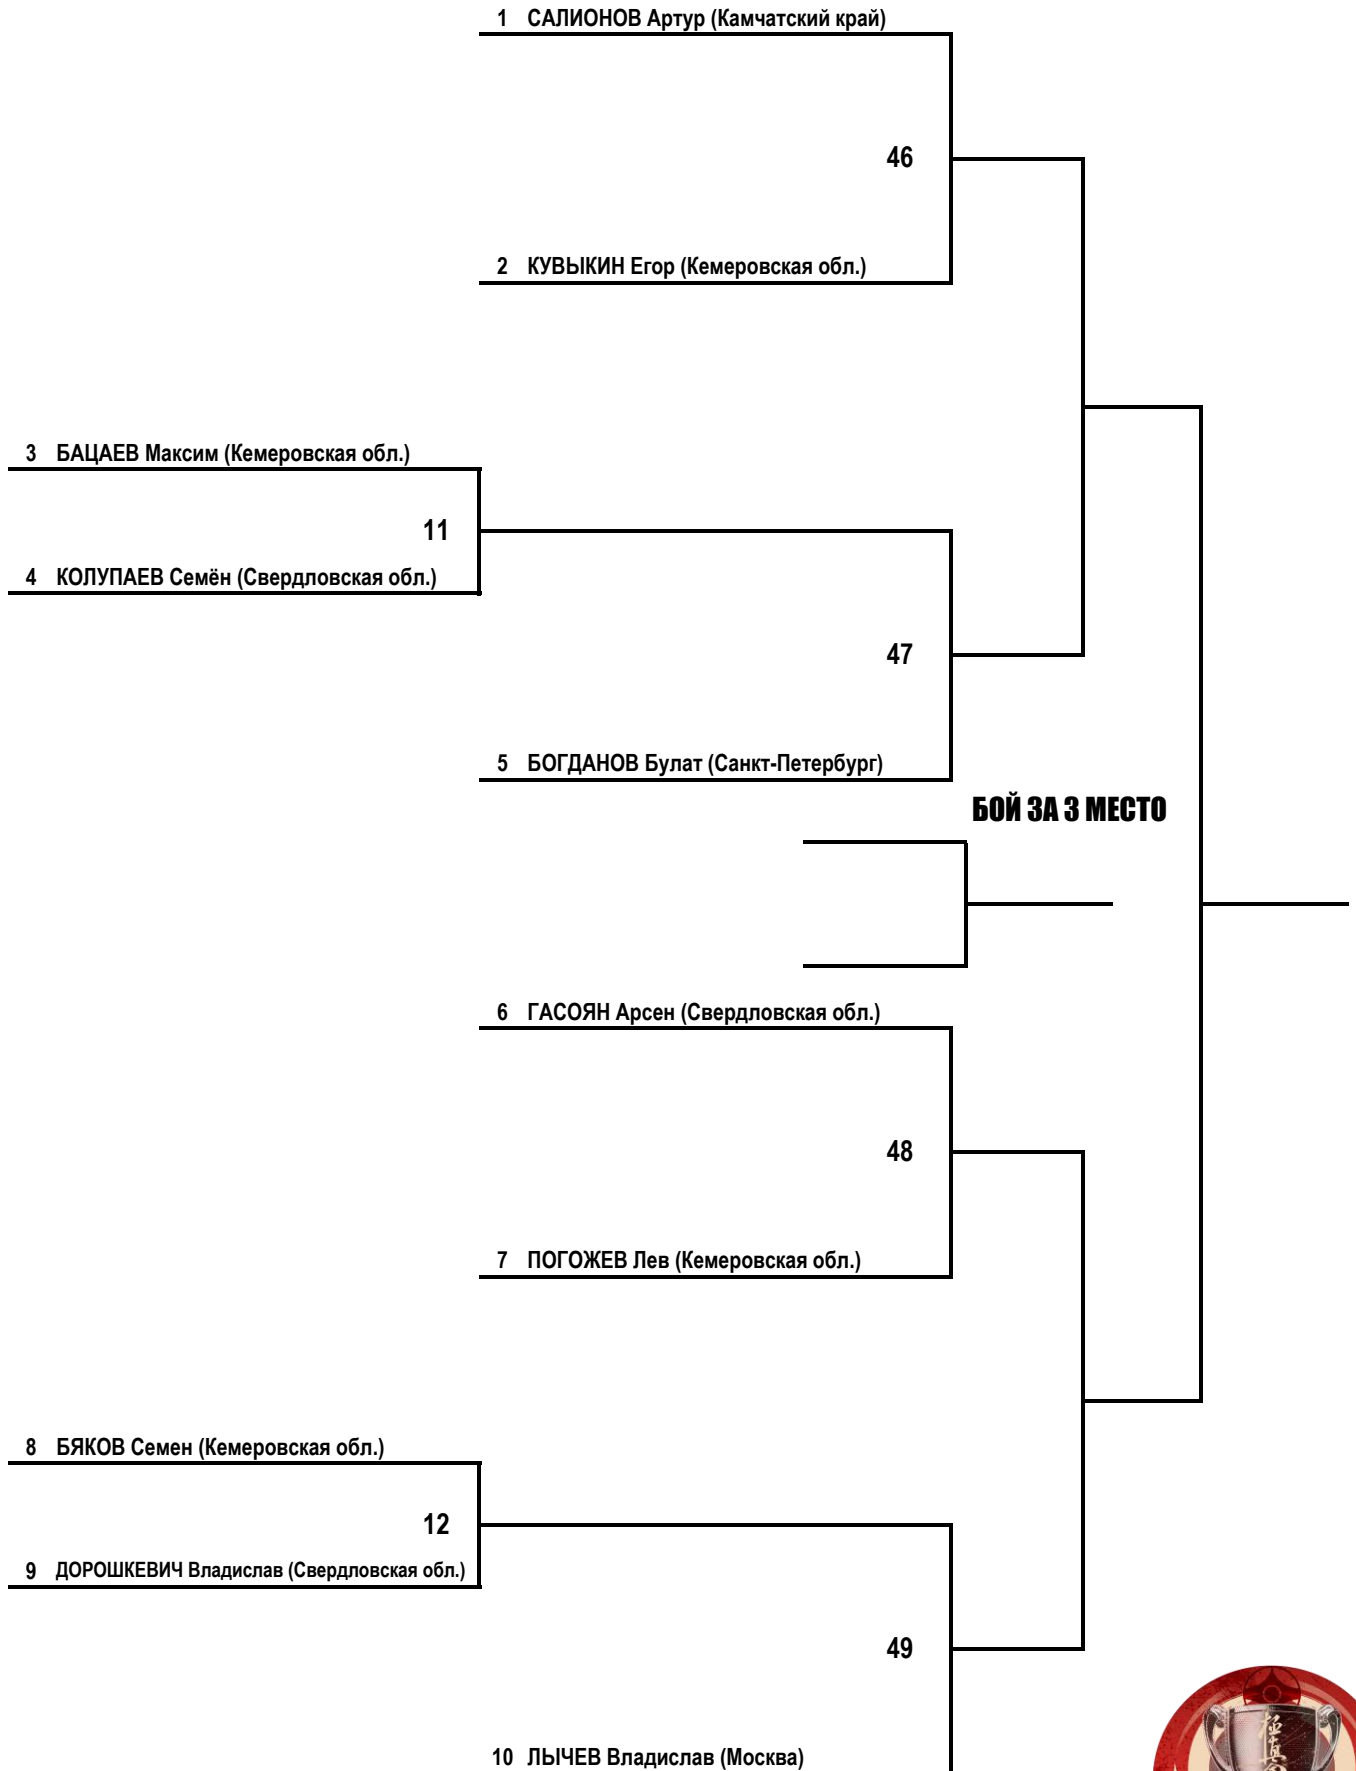 1 САЛИОНОВ Артур (Камчатский край)
46
2 КУВЫКИН Егор (Кемеровская обл.)
3 БАЦАЕВ Максим (Кемеровская обл.)
11
4 КОЛУПАЕВ Семён (Свердловская обл.)
47
5 БОГДАНОВ Булат (Санкт-Петербург)
БОЙ ЗА 3 МЕСТО
6 ГАСОЯН Арсен (Свердловская обл.)
48
7 ПОГОЖЕВ Лев (Кемеровская обл.)
8 БЯКОВ Семен (Кемеровская обл.)
12
9 ДОРОШКЕВИЧ Владислав (Свердловская обл.)
49
10 ЛЫЧЕВ Владислав (Москва)
極真